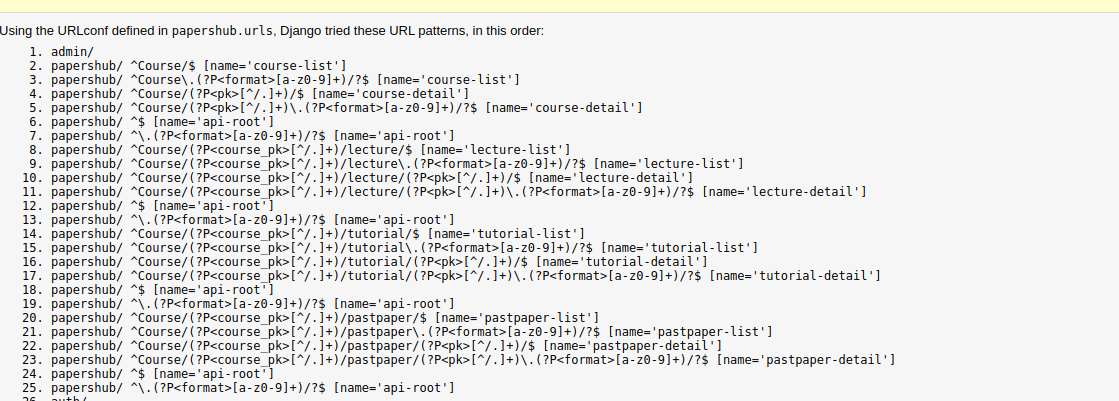 Using the URLconf defined in papershub.urls, Django tried these URL patterns, in this order:
1. admin/
2. papershub/ ^Course/$ [name='course-list']
3. papershub/ ^Course\.(?P<format>[a-z0-9]+)/?$ [name='course-list']
4. papershub/ ^Course/(?P<pk>[^/.]+)/$ [name='course-detail']
5. papershub/ ^Course/(?P<pk>[^/.]+)\.(?P<format>[a-z0-9]+)/?$ [name='course-detail']
6. papershub/ ^$ [name='api-root']
7. papershub/ ^\.(?P<format>[a-z0-9]+)/?$ [name='api-root']
8. papershub/ ^Course/(?P<course_pk>[^/.]+)/lecture/$ [name='lecture-list']
9. papershub/ ^Course/(?P<course_pk>[^/.]+)/lecture\.(?P<format>[a-z0-9]+)/?$ [name='lecture-list']
10. papershub/ ^Course/(?P<course_pk>[^/.]+)/lecture/(?P<pk>[^/.]+)/$ [name='lecture-detail']
11. papershub/ ^Course/(?P<course_pk>[^/.]+)/lecture/(?P<pk>[^/.]+)\.(?P<format>[a-z0-9]+)/?$ [name='lecture-detail']
12. papershub/ ^$ [name='api-root']
13. papershub/ ^\.(?P<format>[a-z0-9]+)/?$ [name='api-root']
14. papershub/ ^Course/(?P<course_pk>[^/.]+)/tutorial/$ [name='tutorial-list']
15. papershub/ ^Course/(?P<course_pk>[^/.]+)/tutorial\.(?P<format>[a-z0-9]+)/?$ [name='tutorial-list']
16. papershub/ ^Course/(?P<course_pk>[^/.]+)/tutorial/(?P<pk>[^/.]+)/$ [name='tutorial-detail']
17. papershub/ ^Course/(?P<course_pk>[^/.]+)/tutorial/(?P<pk>[^/.]+)\.(?P<format>[a-z0-9]+)/?$ [name='tutorial-detail']
18. papershub/ ^$ [name='api-root']
19. papershub/ ^\.(?P<format>[a-z0-9]+)/?$ [name='api-root']
20. papershub/ ^Course/(?P<course_pk>[^/.]+)/pastpaper/$ [name='pastpaper-list']
21. papershub/ ^Course/(?P<course_pk>[^/.]+)/pastpaper\.(?P<format>[a-z0-9]+)/?$ [name='pastpaper-list']
22. papershub/ ^Course/(?P<course_pk>[^/.]+)/pastpaper/(?P<pk>[^/.]+)/$ [name='pastpaper-detail']
23. papershub/ ^Course/(?P<course_pk>[^/.]+)/pastpaper/(?P<pk>[^/.]+)\.(?P<format>[a-z0-9]+)/?$ [name='pastpaper-detail']
24. papershub/ ^$ [name='api-root']
25. papershub/ ^\.(?P<format>[a-z0-9]+)/?$ [name='api-root']